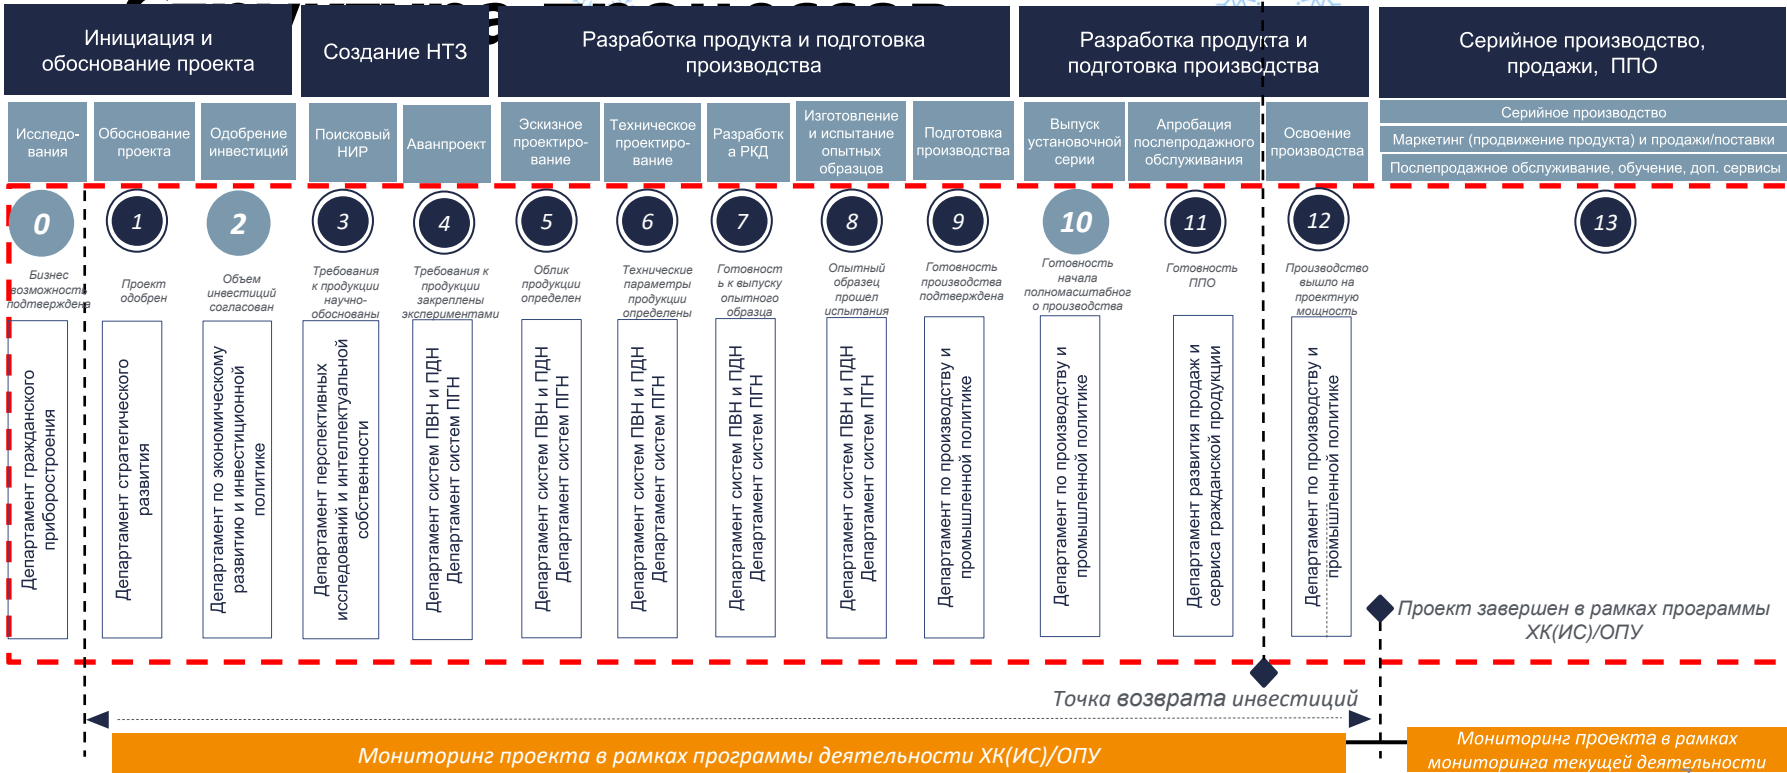 Структура процессов
Инициация и
обоснование проекта
Создание НТЗ
Разработка продукта и подготовка
производства
Разработка продукта и
подготовка производства
Серийное производство,
продажи, ППО
Исследо-
вания
Обоснование
проекта
Одобрение
инвестиций
Поисковый
НИР
Аванпроект
Эскизное
проектиро-
вание
Техническое
проектиро-
вание
Разработк
а РКД
Изготовление
и испытание
опытных
образцов
Подготовка
производства
Выпуск
установочной
серии
Апробация
послепродажного
обслуживания
Освоение
производства
Серийное производство
Маркетинг (продвижение продукта) и продажи/поставки
Послепродажное обслуживание, обучение, доп. сервисы
0
1
2
3
4
5
6
7
8
9
10
11
12
13
Бизнес
возможность
подтверждена
Проект
одобрен
Объем
инвестиций
согласован
Требования
к продукции
научно-
обоснованы
Требования к
продукции
закреплены
экспериментами
Облик
продукции
определен
Технические
параметры
продукции
определены
Готовност
ь к выпуску
опытного
образца
Опытный
образец
прошел
испытания
Готовность
производства
подтверждена
Готовность
начала
полномасштабног
о производства
Готовность
ППО
Производство
вышло на
проектную
мощность
Департамент гражданского
приборостроения
Департамент стратегического
развития
Департамент по экономическому
развитию и инвестиционной
политике
Департамент перспективных
исследований и интеллектуальной
собственности
Департамент систем ПВН и ПДН
Департамент систем ПГН
Департамент систем ПВН и ПДН
Департамент систем ПГН
Департамент систем ПВН и ПДН
Департамент систем ПГН
Департамент систем ПВН и ПДН
Департамент систем ПГН
Департамент систем ПВН и ПДН
Департамент систем ПГН
Департамент по производству и
промышленной политике
Департамент по производству и
промышленной политике
Департамент развития продаж и
сервиса гражданской продукции
Департамент по производству и
промышленной политике
Проект завершен в рамках программы
ХК(ИС)/ОПУ
Точка возврата инвестиций
Мониторинг проекта в рамках программы деятельности ХК(ИС)/ОПУ
Мониторинг проекта в рамках
мониторинга текущей деятельности